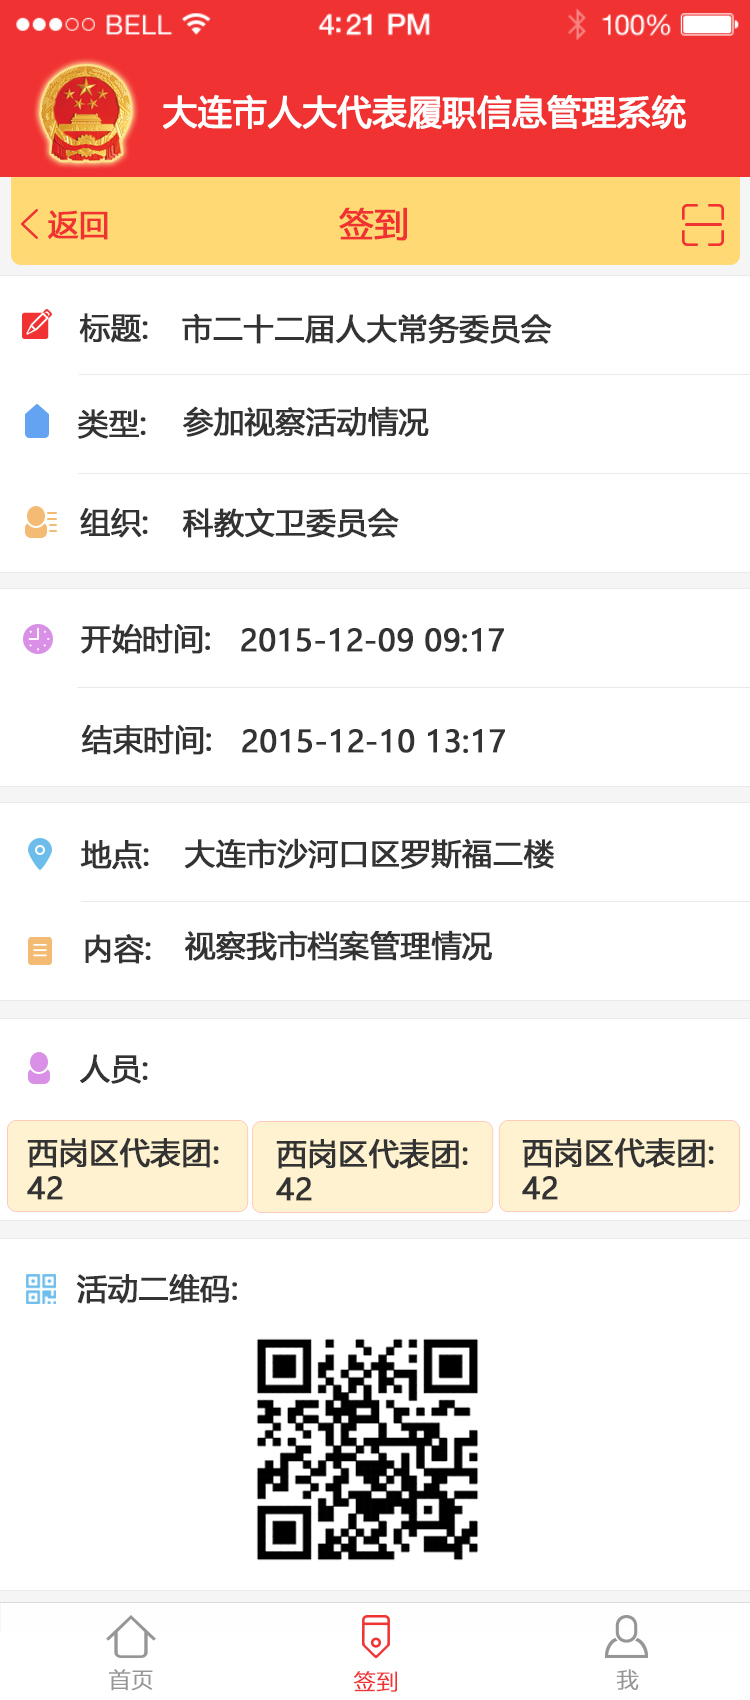 BELL 4:21 PM 100%
大连市人大代表履职信息管理系统
返回 签到
标题: 市二十二届人大常务委员会
类型: 参加视察活动情况
组织: 科教文卫委员会
开始时间: 2015-12-09 09:17
结束时间: 2015-12-10 13:17
地点: 大连市沙河口区罗斯福二楼
内容: 视察我市档案管理情况
人员:
西岗区代表团: 西岗区代表团: 西岗区代表团:
42 42 42
活动二维码:
首页 签到 我